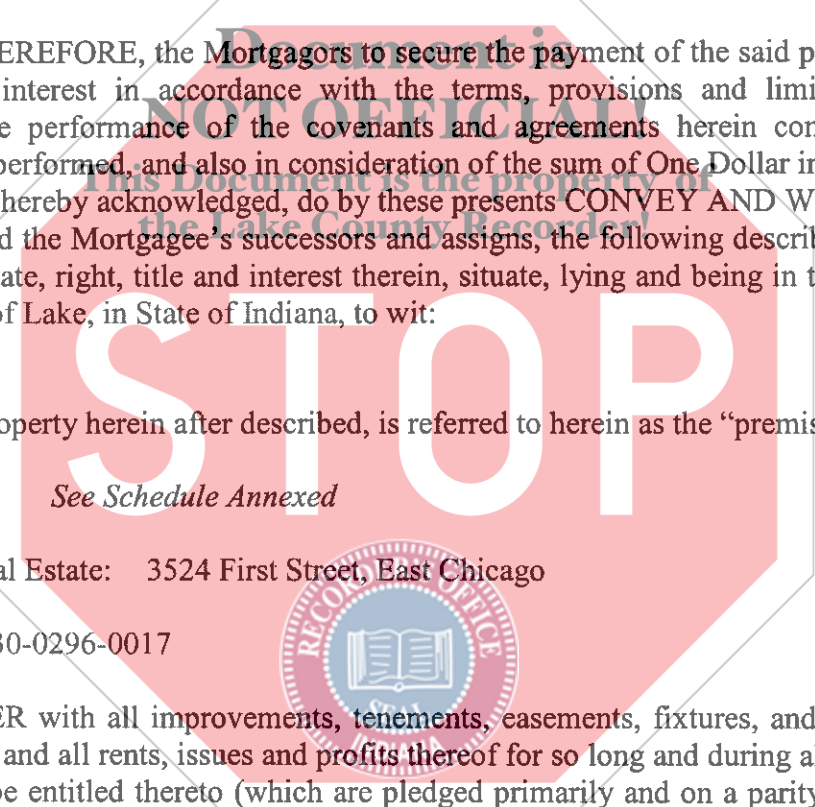 Document is
EREFORE, the Mortgagors to secure the payment of the said p
interest in accordance with the terms, provisions and limi
NOT OFFICIAL!
e performance of the covenants and agreements herein con
performed, and also in consideration of the sum of One Dollar in
This Document is the property of
hereby acknowledged, do by these presents CONVEY AND W
the Lake County Recorder!
d the Mortgagee's successors and assigns, the following describ
ate, right, title and interest therein, situate, lying and being in t
of Lake, in State of Indiana, to wit:
STOP
operty herein after described, is referred to herein as the “premis
See Schedule Annexed
al Estate: 3524 First Street, East Chicago
RECORDER'S OFFICE
30-0296-0017
SEAL
INDIANA
ER with all improvements, tenements, easements, fixtures, and
and all rents, issues and profits thereof for so long and during a
be entitled thereto (which are pledged primarily and on a parity